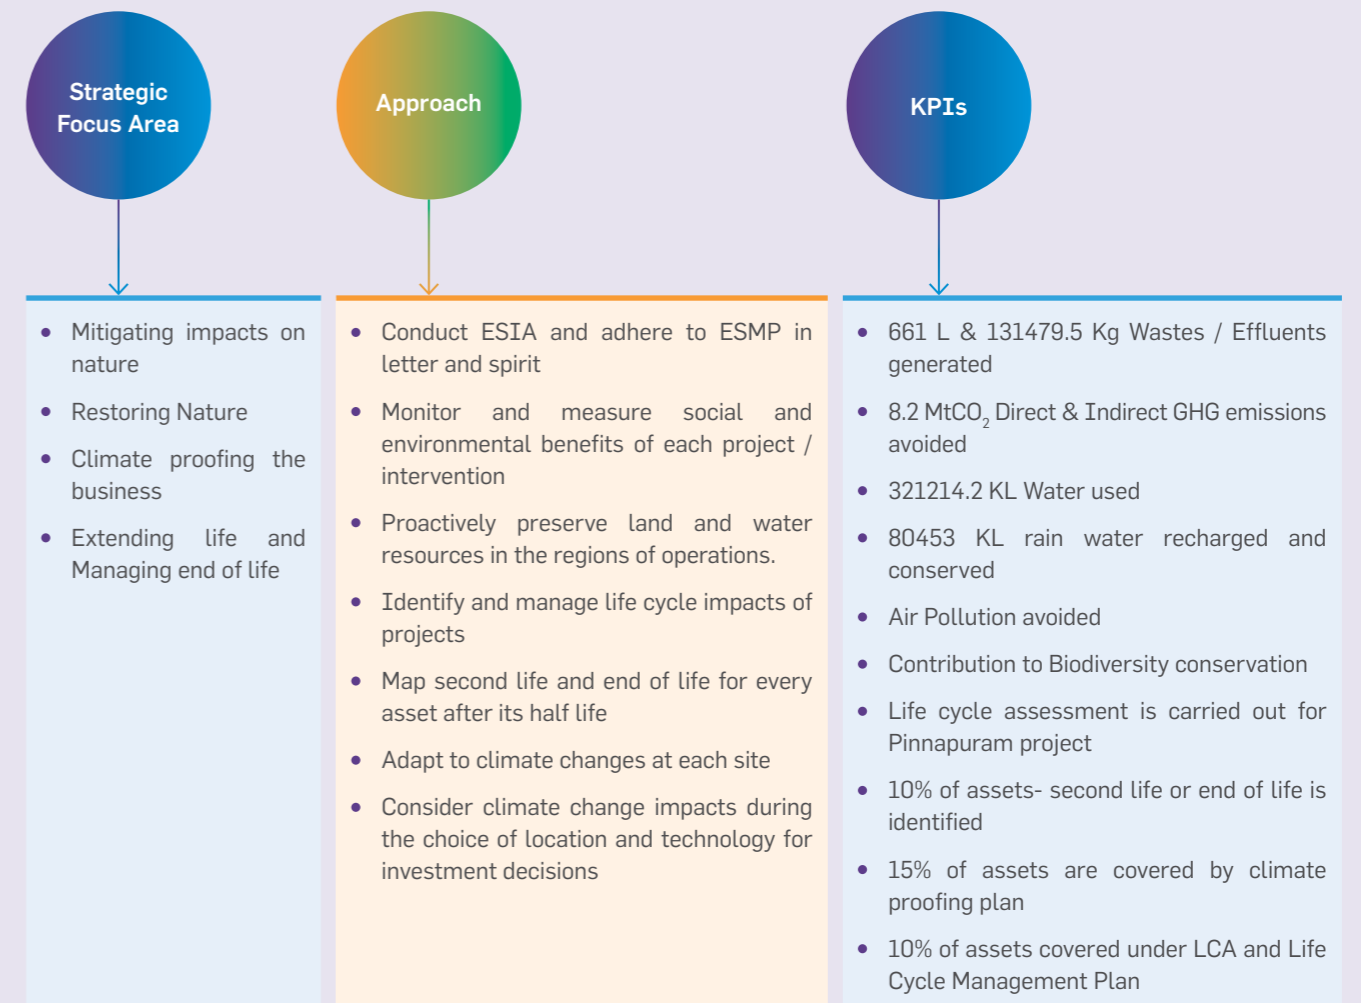 Strategic
Focus Area
Approach
KPIs
• Mitigating impacts on
nature
• Restoring Nature
• Climate proofing the
business
• Extending life and
Managing end of life
• Conduct ESIA and adhere to ESMP in
letter and spirit
• Monitor and measure social and
environmental benefits of each project /
intervention
• Proactively preserve land and water
resources in the regions of operations.
• Identify and manage life cycle impacts of
projects
• Map second life and end of life for every
asset after its half life
• Adapt to climate changes at each site
• Consider climate change impacts during
the choice of location and technology for
investment decisions
• 661 L & 131479.5 Kg Wastes / Effluents
generated
• 8.2 MtCO₂ Direct & Indirect GHG emissions
avoided
• 321214.2 KL Water used
• 80453 KL rain water recharged and
conserved
• Air Pollution avoided
• Contribution to Biodiversity conservation
• Life cycle assessment is carried out for
Pinnapuram project
• 10% of assets- second life or end of life is
identified
• 15% of assets are covered by climate
proofing plan
• 10% of assets covered under LCA and Life
Cycle Management Plan